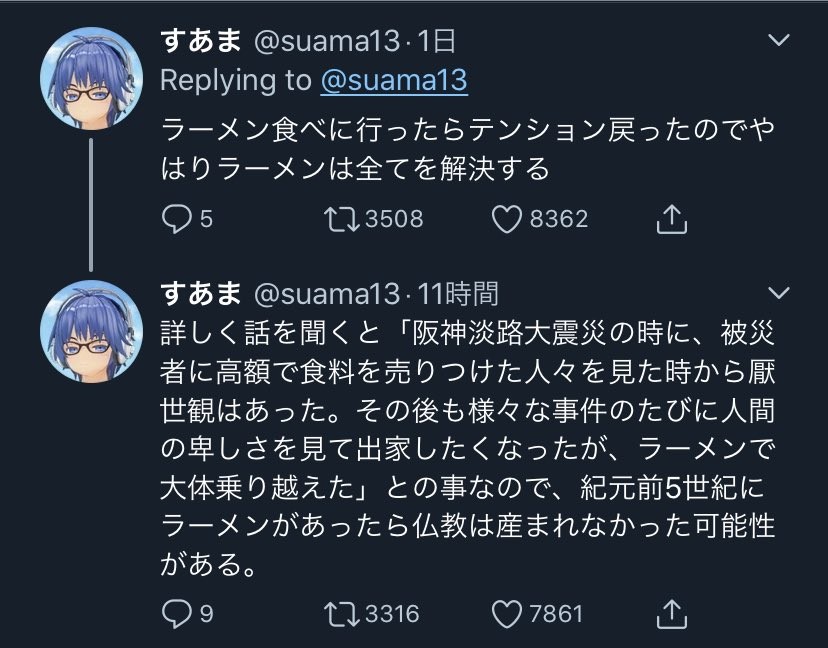 すあま @suama13·1日
Replying to @suama13
ラーメン食べに行ったらテンション戻ったのでや
はりラーメンは全てを解決する
5 3508 8362
すあま @suama13·11時間
詳しく話を聞くと「阪神淡路大震災の時に、被災
者に高額で食料を売りつけた人々を見た時から厭
世観はあった。その後も様々な事件のたびに人間
の卑しさを見て出家したくなったが、ラーメンで
大体乗り越えた」との事なので、紀元前5世紀に
ラーメンがあったら仏教は産まれなかった可能性
がある。
9 3316 7861